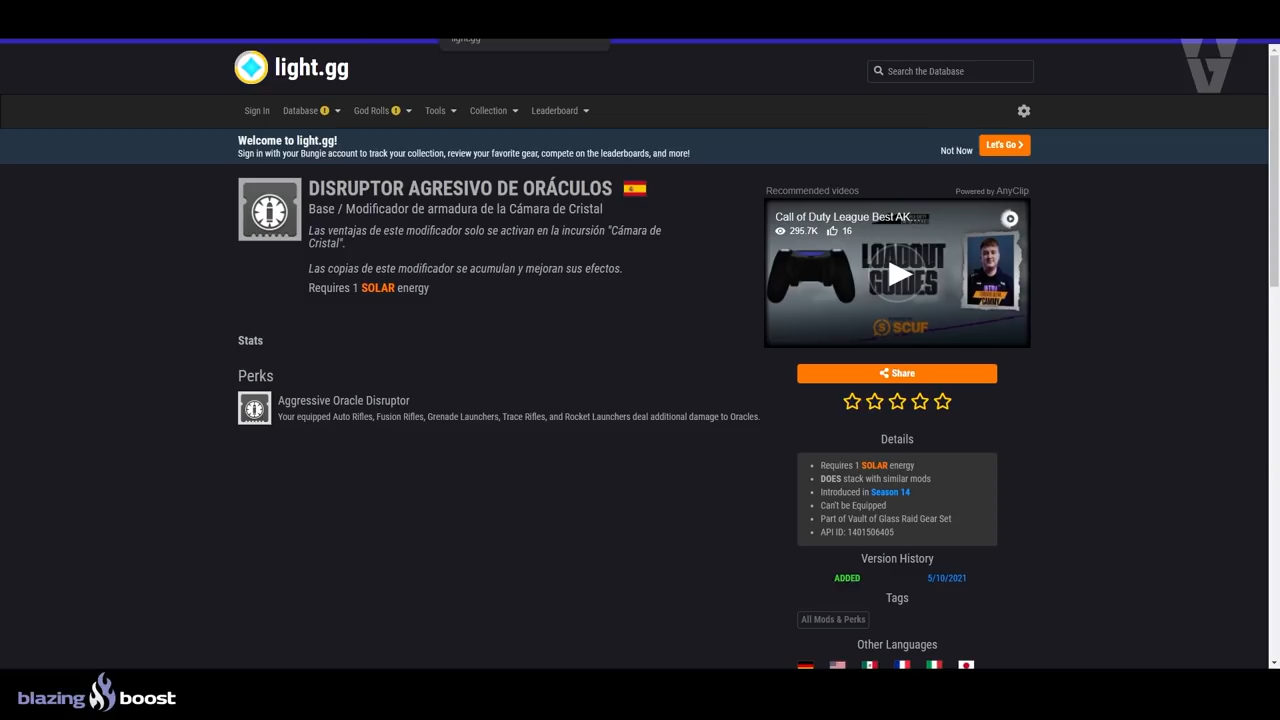 light.gg
light.gg
Search the Database
Sign In
Database
God Rolls
Tools
Collection
Leaderboard
Welcome to light.gg!
Sign in with your Bungie account to track your collection, review your favorite gear, compete on the leaderboards, and more!
Not Now
Let's Go
DISRUPTOR AGRESIVO DE ORÁCULOS
Base / Modificador de armadura de la Cámara de Cristal
Las ventajas de este modificador solo se activan en la incursión "Cámara de
Cristal".
Las copias de este modificador se acumulan y mejoran sus efectos.
Requires 1 SOLAR energy
Stats
Perks
Aggressive Oracle Disruptor
Your equipped Auto Rifles, Fusion Rifles, Grenade Launchers, Trace Rifles, and Rocket Launchers deal additional damage to Oracles.
Recommended videos
Powered by AnyClip
Call of Duty League Best AK...
295.7K 16
LOADOUT
GUIDES
SCUF
Share
Details
Requires 1 SOLAR energy
DOES stack with similar mods
Introduced in Season 14
Can't be Equipped
Part of Vault of Glass Raid Gear Set
API ID: 1401506405
Version History
ADDED 5/10/2021
Tags
All Mods & Perks
Other Languages
blazing boost